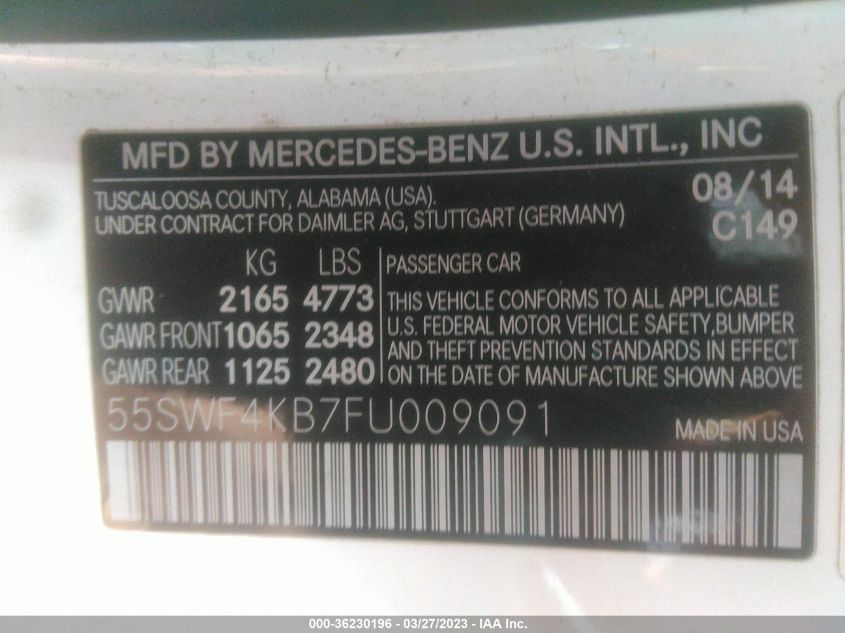 MFD BY MERCEDES-BENZ U.S. INTL., INC
TUSCALOOSA COUNTY, ALABAMA (USA).
UNDER CONTRACT FOR DAIMLER AG, STUTTGART (GERMANY)
08/14
C149
KG LBS
GVWR 2165 4773
GAWR FRONT 1065 2348
GAWR REAR 1125 2480
PASSENGER CAR
THIS VEHICLE CONFORMS TO ALL APPLICABLE
U.S. FEDERAL MOTOR VEHICLE SAFETY,BUMPER
AND THEFT PREVENTION STANDARDS IN EFFECT
ON THE DATE OF MANUFACTURE SHOWN ABOVE
55SWF4KB7FU009091
MADE IN USA
000-36230196 - 03/27/2023 - IAA Inc.